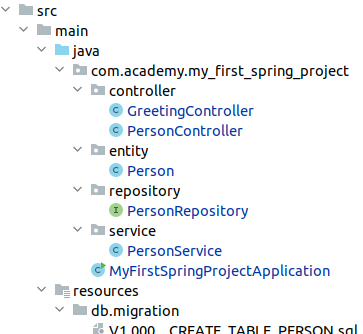 src
main
java
com.academy.my_first_spring_project
controller
GreetingController
PersonController
entity
Person
repository
PersonRepository
service
PersonService
MyFirstSpringProjectApplication
resources
db.migration
V1.000__CREATE_TABLE_PERSON.sql